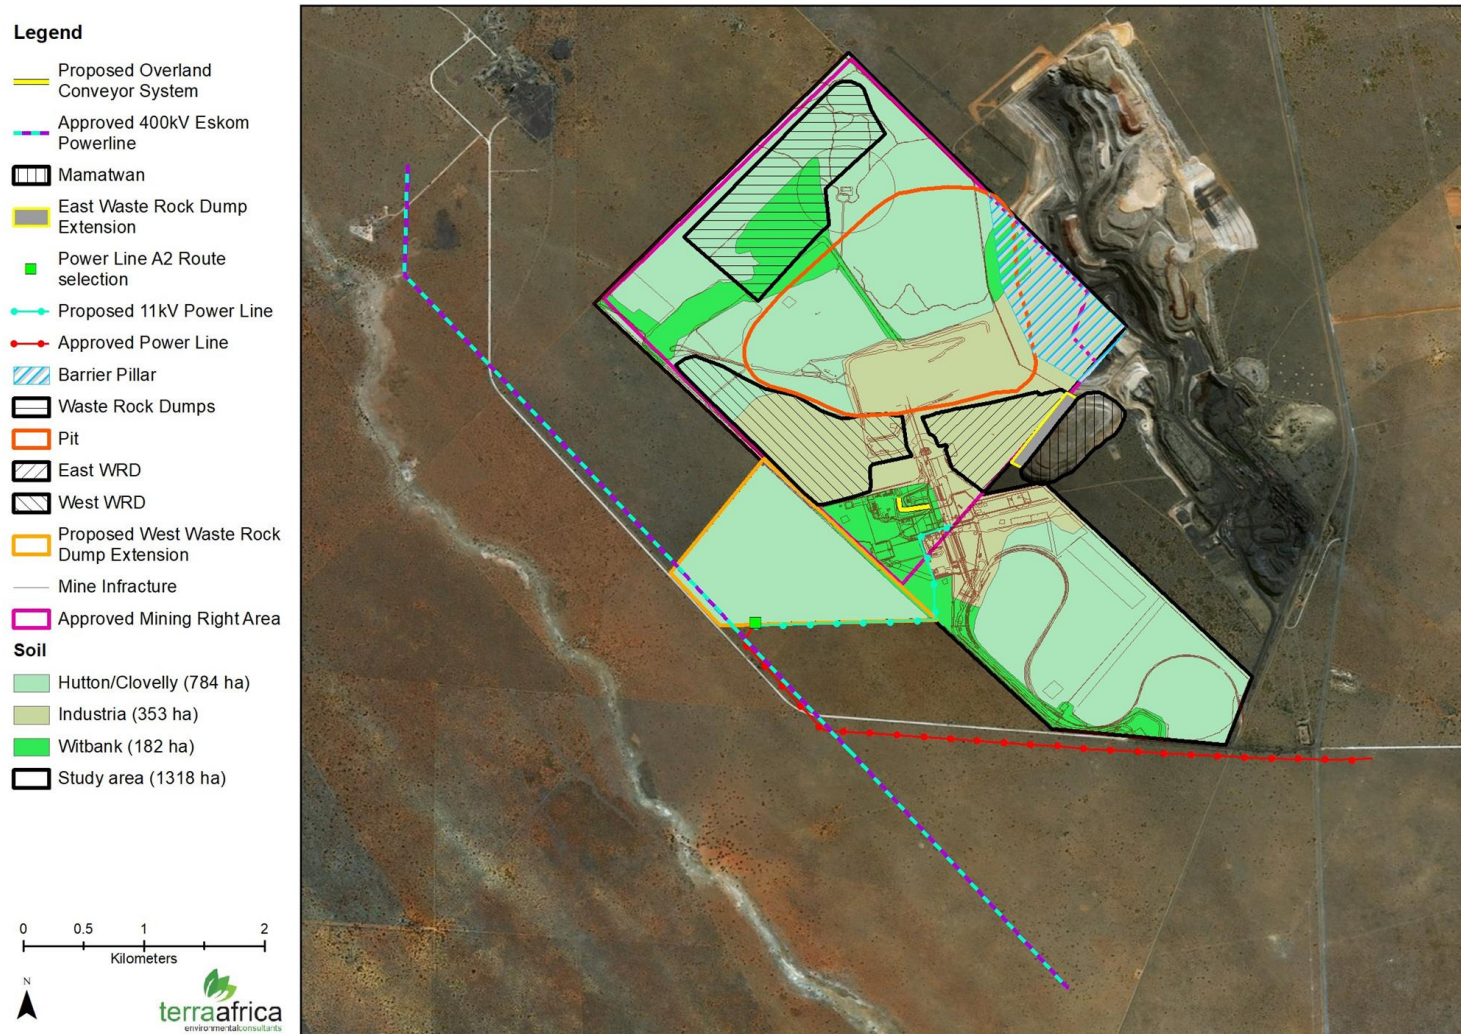 Legend
Proposed Overland
Conveyor System
Approved 400kV Eskom
Powerline
Mamatwan
East Waste Rock Dump
Extension
Power Line A2 Route
selection
Proposed 11kV Power Line
Approved Power Line
Barrier Pillar
Waste Rock Dumps
Pit
East WRD
West WRD
Proposed West Waste Rock
Dump Extension
Mine Infracture
Approved Mining Right Area
Soil
Hutton/Clovelly (784 ha)
Industria (353 ha)
Witbank (182 ha)
Study area (1318 ha)
0 0.5 1 2
Kilometers
N
terraafrica
environmentalconsultants